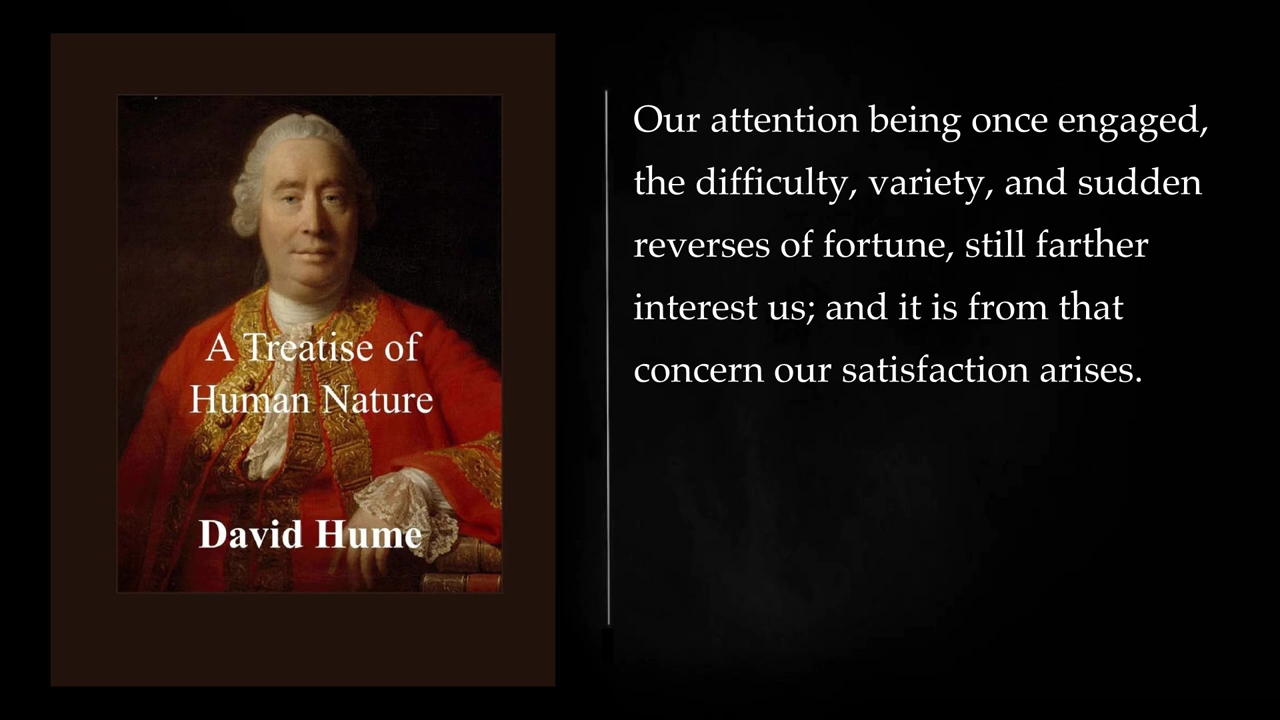 A Treatise of
Human Nature
David Hume
Our attention being once engaged,
the difficulty, variety, and sudden
reverses of fortune, still farther
interest us; and it is from that
concern our satisfaction arises.